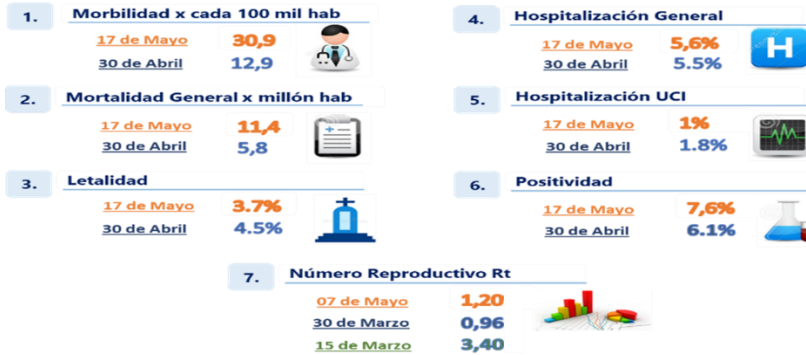 1. Morbilidad x cada 100 mil hab
17 de Mayo 30,9
30 de Abril 12,9
2. Mortalidad General x millón hab
17 de Mayo 11,4
30 de Abril 5,8
3. Letalidad
17 de Mayo 3.7%
30 de Abril 4.5%
4. Hospitalización General
17 de Mayo 5,6%
30 de Abril 5.5%
H
5. Hospitalización UCI
17 de Mayo 1%
30 de Abril 1.8%
6. Positividad
17 de Mayo 7,6%
30 de Abril 6.1%
7. Número Reproductivo Rt
07 de Mayo 1,20
30 de Marzo 0,96
15 de Marzo 3,40